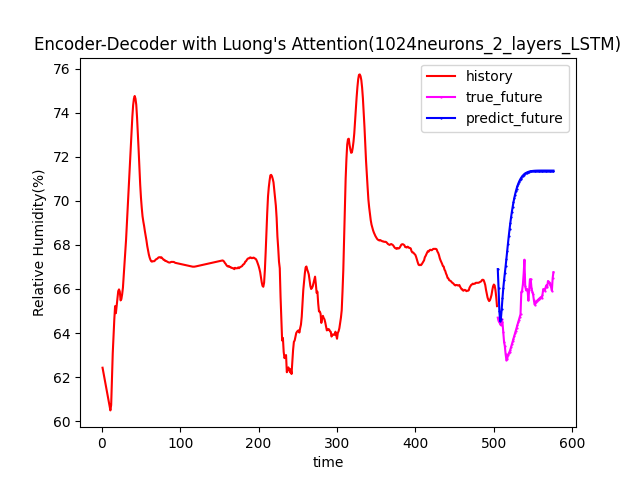 Encoder-Decoder with Luong's Attention(1024neurons_2_layers_LSTM)
history
true_future
predict_future
Relative Humidity(%)
76
74
72
70
68
66
64
62
60
0 100 200 300 400 500 600
time